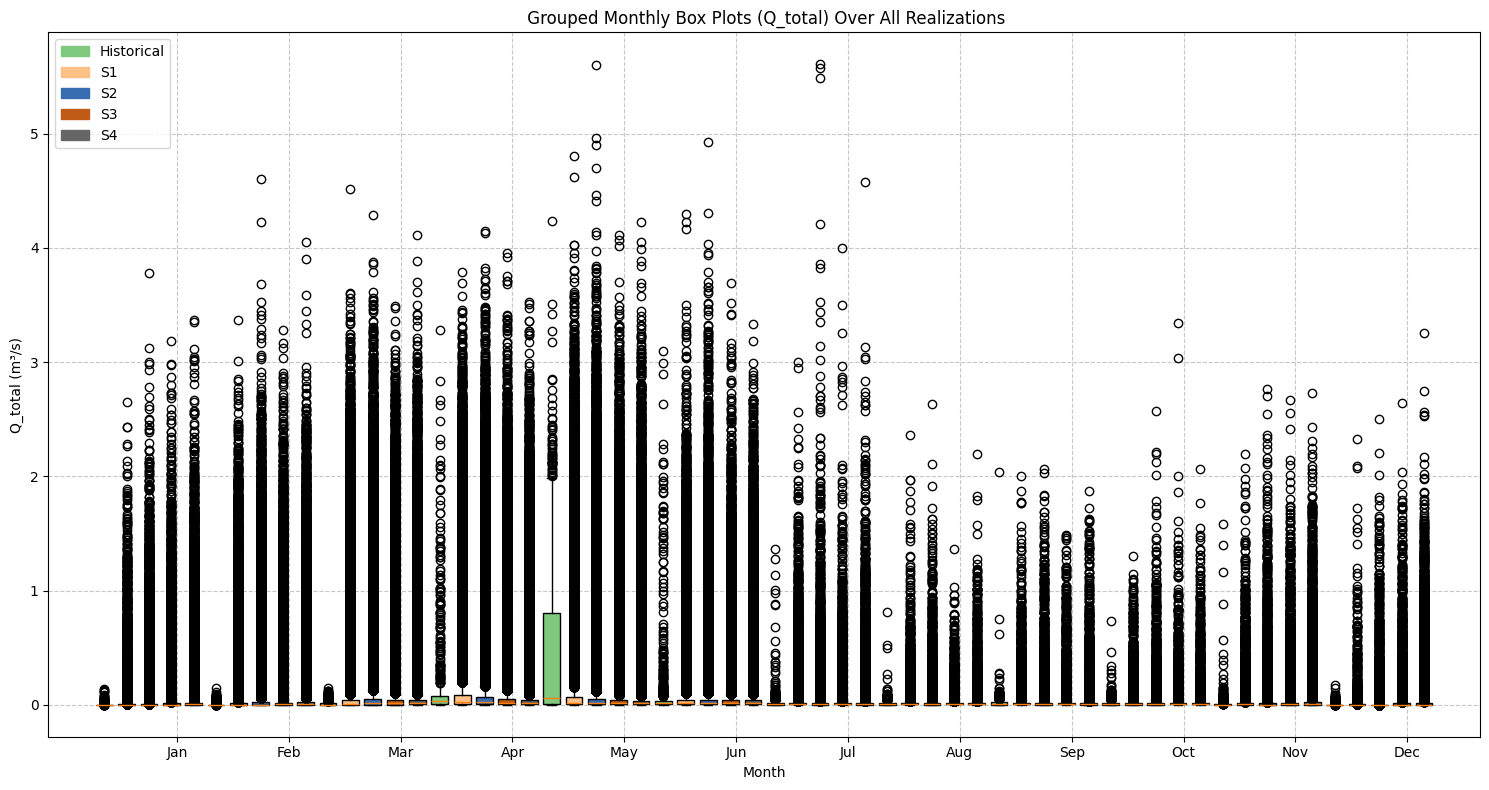 Grouped Monthly Box Plots (Q_total) Over All Realizations
Historical
S1
S2
S3
S4
Q_total (m³/s)
5
4
3
2
1
0
Jan
Feb
Mar
Apr
May
Jun
Jul
Aug
Sep
Oct
Nov
Dec
Month